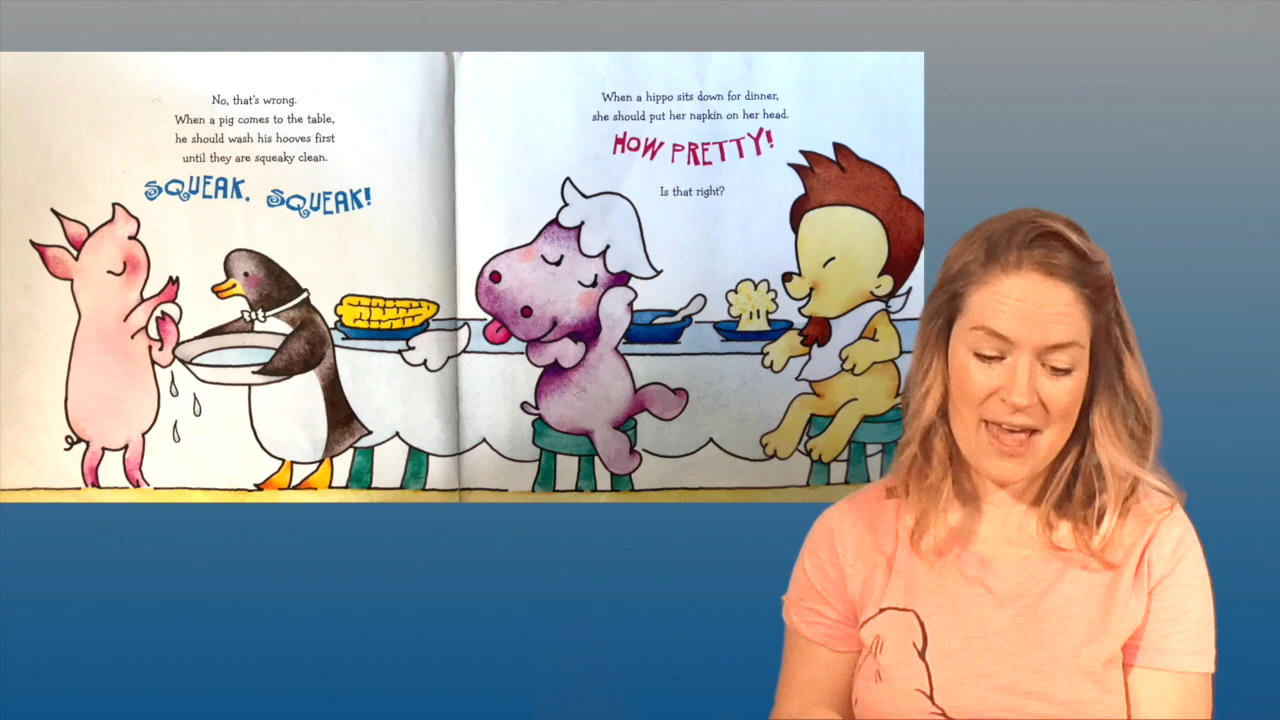 No, that's wrong.
When a pig comes to the table,
he should wash his hooves first
until they are squeaky clean.
SQUEAK, SQUEAK!
When a hippo sits down for dinner,
she should put her napkin on her head.
HOW PRETTY!
Is that right?